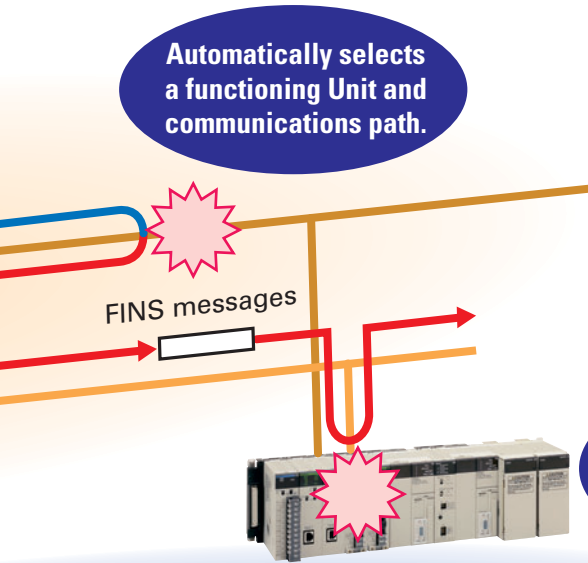 Automatically selects
a functioning Unit and
communications path.
FINS messages